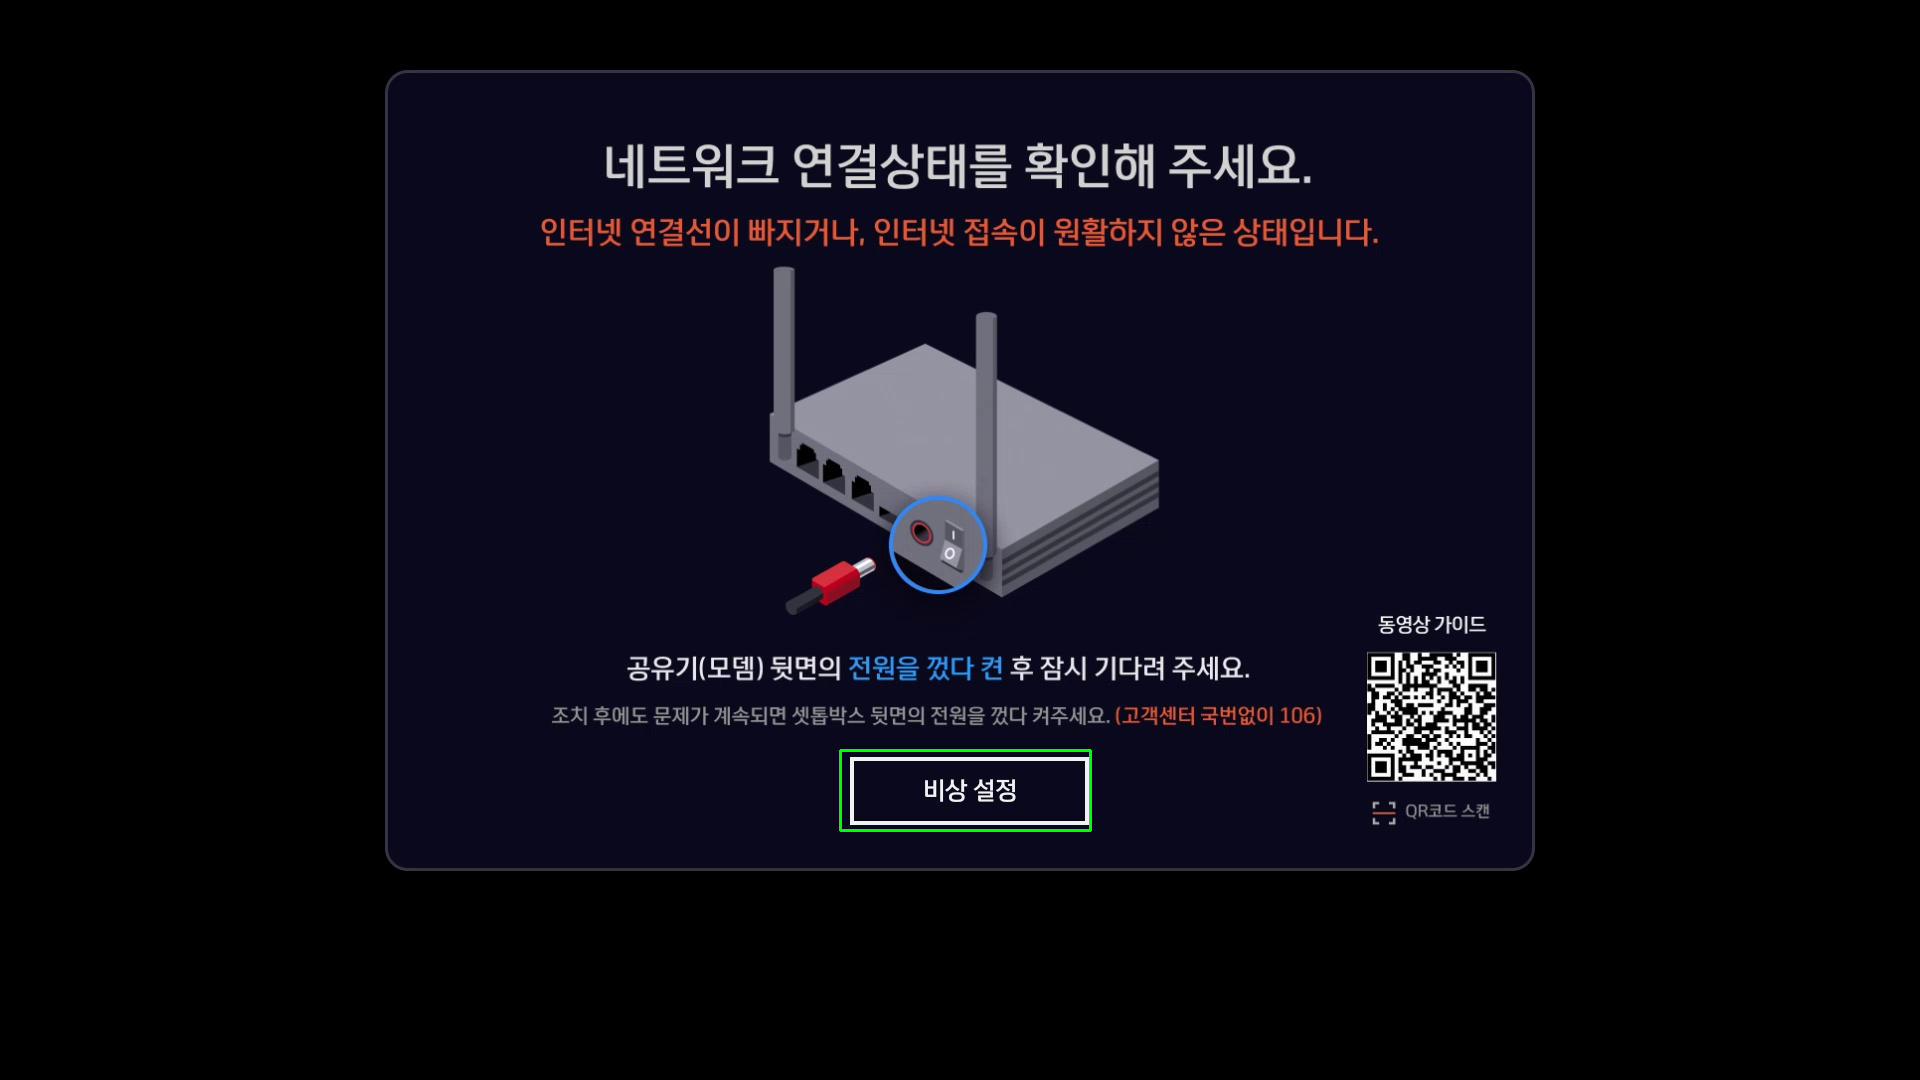 네트워크 연결상태를 확인해 주세요.
인터넷 연결선이 빠지거나, 인터넷 접속이 원활하지 않은 상태입니다.
공유기(모뎀) 뒷면의 전원을 껐다 켠 후 잠시 기다려 주세요.
조치 후에도 문제가 계속되면 셋톱박스 뒷면의 전원을 껐다 켜주세요. (고객센터 국번없이 106)
비상 설정
동영상 가이드
QR코드 스캔